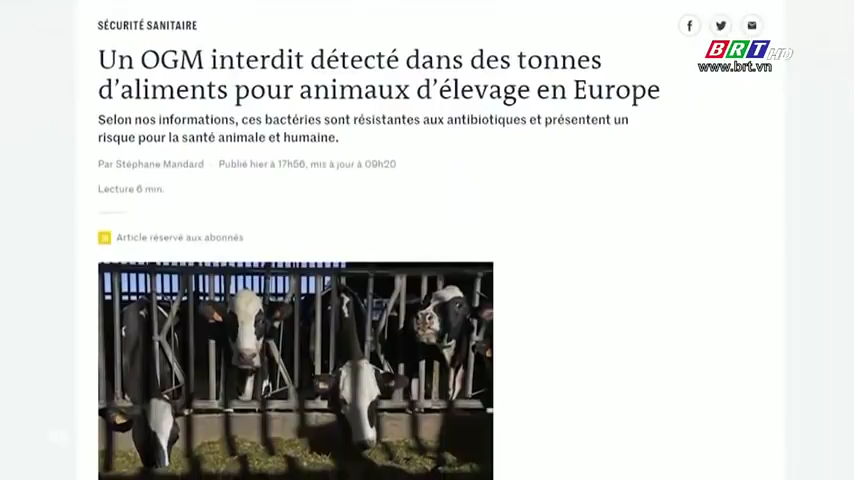 SÉCURITÉ SANITAIRE
BRT HD
www.brt.vn
Un OGM interdit détecté dans des tonnes
d'aliments pour animaux d'élevage en Europe
Selon nos informations, ces bactéries sont résistantes aux antibiotiques et présentent un
risque pour la santé animale et humaine.
Par Stéphane Mandard · Publié hier à 17h56, mis à jour à 09h20
Lecture 6 min.
Article réservé aux abonnés